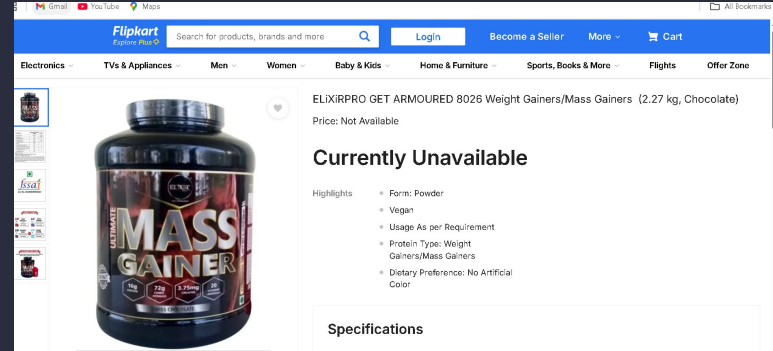 Gmail YouTube Maps All Bookmarks
Flipkart
Explore Plus
Search for products, brands and more
Login Become a Seller More Cart
Electronics TVs & Appliances Men Women Baby & Kids Home & Furniture Sports, Books & More Flights Offer Zone
ELiXiRPRO GET ARMOURED 8026 Weight Gainers/Mass Gainers (2.27 kg, Chocolate)
Price: Not Available
Currently Unavailable
Highlights
Form: Powder
Vegan
Usage As per Requirement
Protein Type: Weight
Gainers/Mass Gainers
Dietary Preference: No Artificial
Color
Specifications
fssai
ULTIMATE
MASS
GAINER
16g 72g 3.75mg 20
SWISS CHOCOLATE